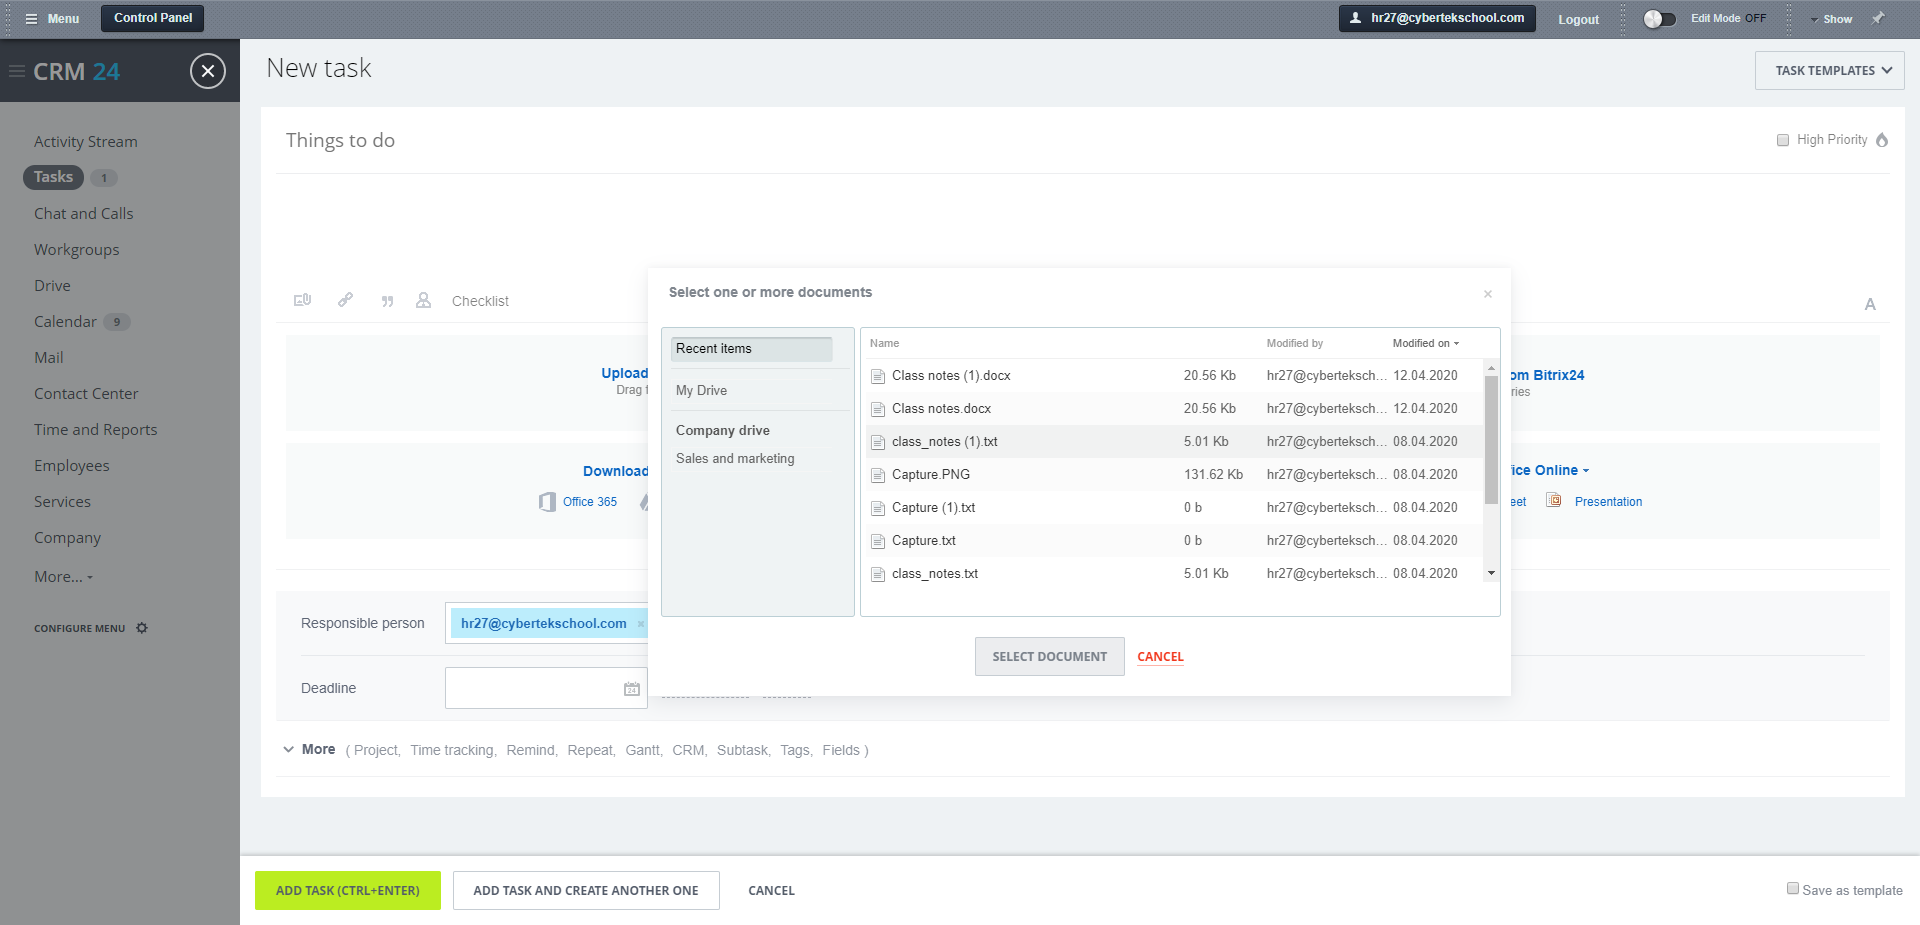 Menu
Control Panel
hr27@cybertekschool.com
Logout
Edit Mode OFF
Show
CRM 24
New task
TASK TEMPLATES
Activity Stream
Tasks 1
Chat and Calls
Workgroups
Drive
Calendar 9
Mail
Contact Center
Time and Reports
Employees
Services
Company
More...
CONFIGURE MENU
Things to do
High Priority
Checklist
A
Upload
Drag f
om Bitrix24
ries
Download
Office 365
fice Online
eet
Presentation
Select one or more documents
Recent items
My Drive
Company drive
Sales and marketing
Name Modified by Modified on
Class notes (1).docx 20.56 Kb hr27@cyberteksch... 12.04.2020
Class notes.docx 20.56 Kb hr27@cyberteksch... 12.04.2020
class_notes (1).txt 5.01 Kb hr27@cyberteksch... 08.04.2020
Capture.PNG 131.62 Kb hr27@cyberteksch... 08.04.2020
Capture (1).txt 0 b hr27@cyberteksch... 08.04.2020
Capture.txt 0 b hr27@cyberteksch... 08.04.2020
class_notes.txt 5.01 Kb hr27@cyberteksch... 08.04.2020
SELECT DOCUMENT
CANCEL
Responsible person
hr27@cybertekschool.com
Deadline
24
More ( Project, Time tracking, Remind, Repeat, Gantt, CRM, Subtask, Tags, Fields )
ADD TASK (CTRL+ENTER)
ADD TASK AND CREATE ANOTHER ONE
CANCEL
Save as template